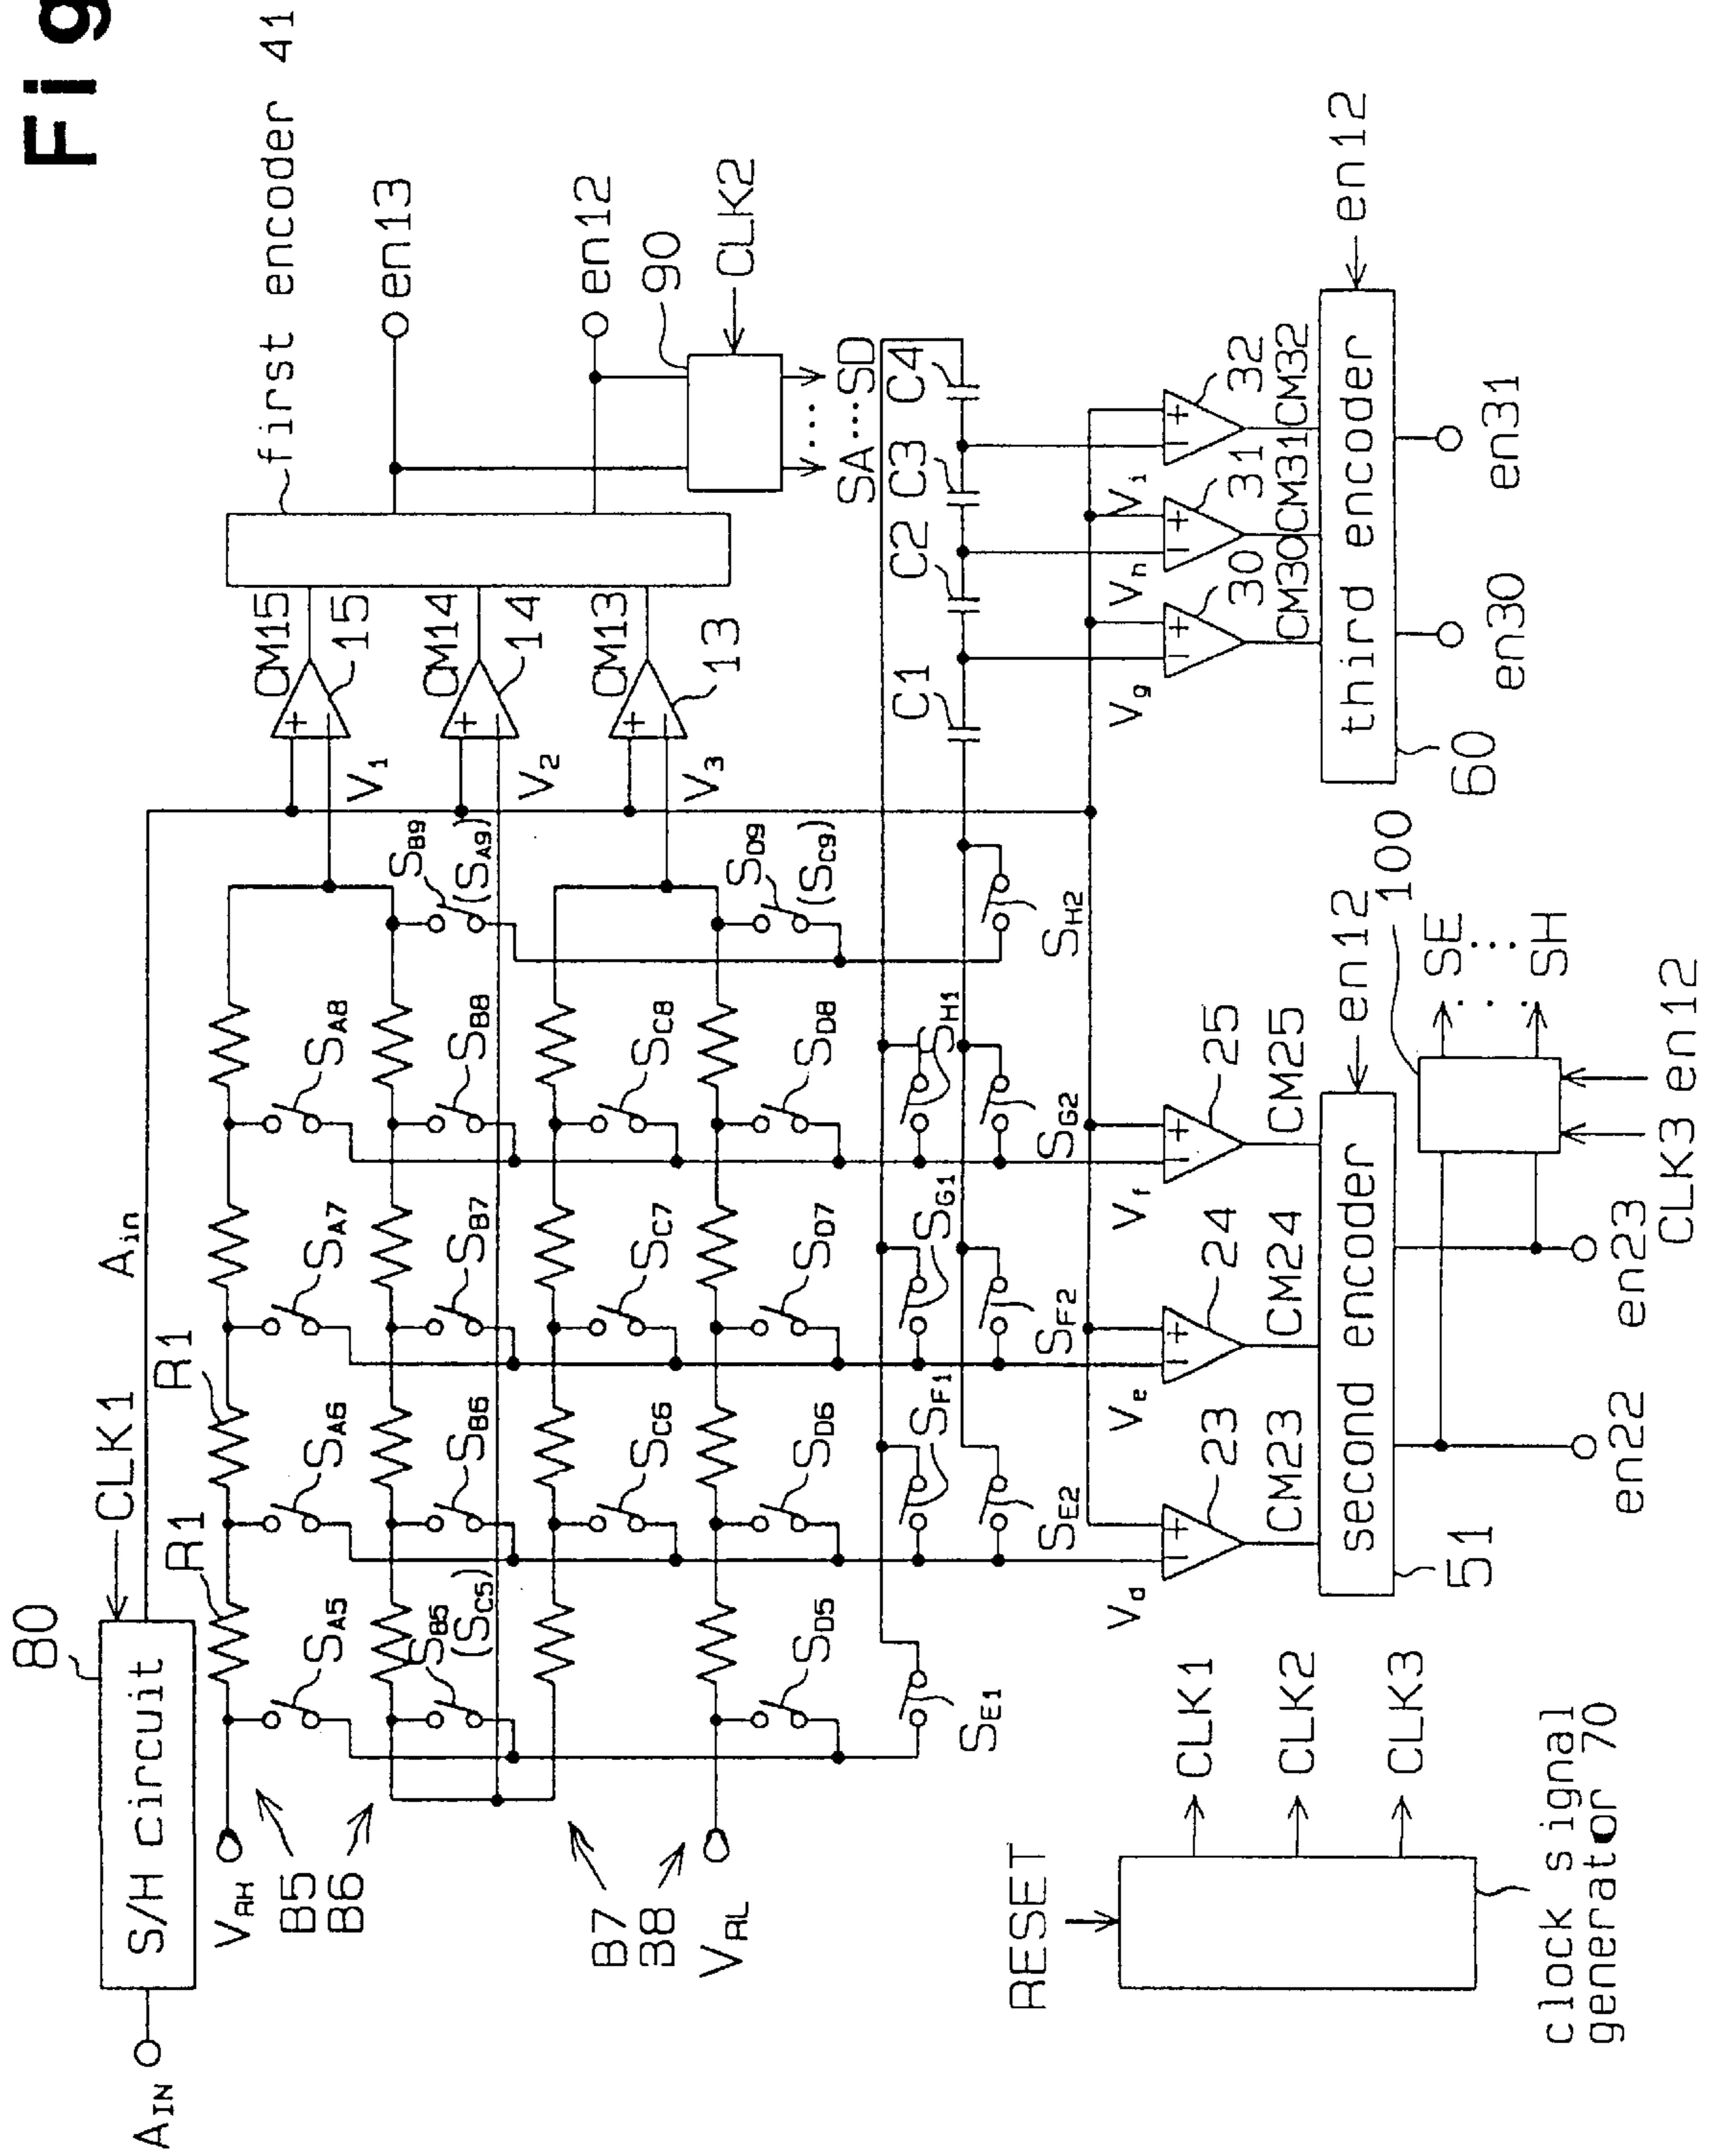 Fig
first encoder 41
en13
en12
90
CLK2
SA...SD
CM15
15
CM14
14
CM13
13
V1
V2
V3
80
S/H circuit
CLK1
AIN
Ain
R1
R1
VRH
B5
B6
B7
38
VRL
SA5
SA6
SA7
SA8
SB5
(SC5)
SB6
SB7
SB8
SB9
(SA9)
SC6
SC7
SC8
SD5
SD6
SD7
SD8
SD9
(SC9)
SE1
SF1
SG1
SH1
SE2
SF2
SG2
SH2
C1
C2
C3
C4
Vd
Ve
Vf
Vg
Vh
Vi
23
24
25
30
31
32
CM23
CM24
CM25
CM30
CM31
CM32
second encoder
51
en12
third encoder
60
en12
en22
en23
en30
en31
100
SE
SH
CLK3
en12
RESET
CLK1
CLK2
CLK3
clock signal
generator 70